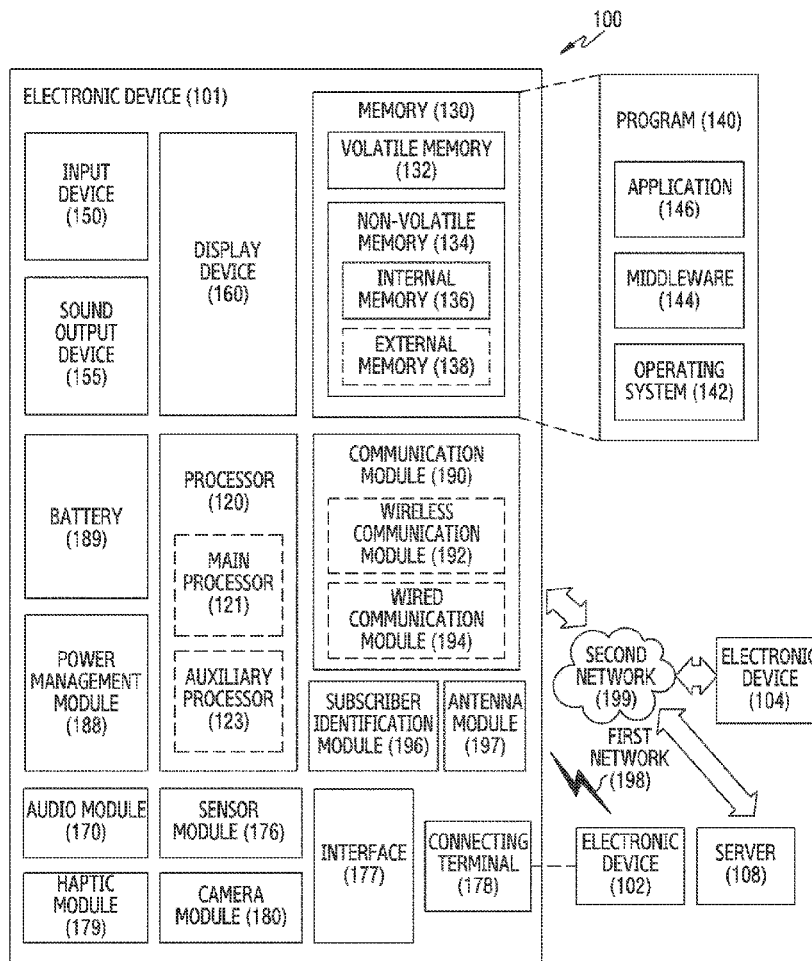 100
ELECTRONIC DEVICE (101)
INPUT
DEVICE
(150)
SOUND
OUTPUT
DEVICE
(155)
DISPLAY
DEVICE
(160)
MEMORY (130)
VOLATILE MEMORY
(132)
NON-VOLATILE
MEMORY (134)
INTERNAL
MEMORY (136)
EXTERNAL
MEMORY (138)
PROGRAM (140)
APPLICATION
(146)
MIDDLEWARE
(144)
OPERATING
SYSTEM (142)
BATTERY
(189)
POWER
MANAGEMENT
MODULE
(188)
PROCESSOR
(120)
MAIN
PROCESSOR
(121)
AUXILIARY
PROCESSOR
(123)
COMMUNICATION
MODULE (190)
WIRELESS
COMMUNICATION
MODULE (192)
WIRED
COMMUNICATION
MODULE (194)
SUBSCRIBER
IDENTIFICATION
MODULE (196)
ANTENNA
MODULE
(197)
SECOND
NETWORK
(199)
ELECTRONIC
DEVICE
(104)
FIRST
NETWORK
(198)
AUDIO MODULE
(170)
SENSOR
MODULE (176)
INTERFACE
(177)
CONNECTING
TERMINAL
(178)
ELECTRONIC
DEVICE
(102)
SERVER
(108)
HAPTIC
MODULE
(179)
CAMERA
MODULE (180)